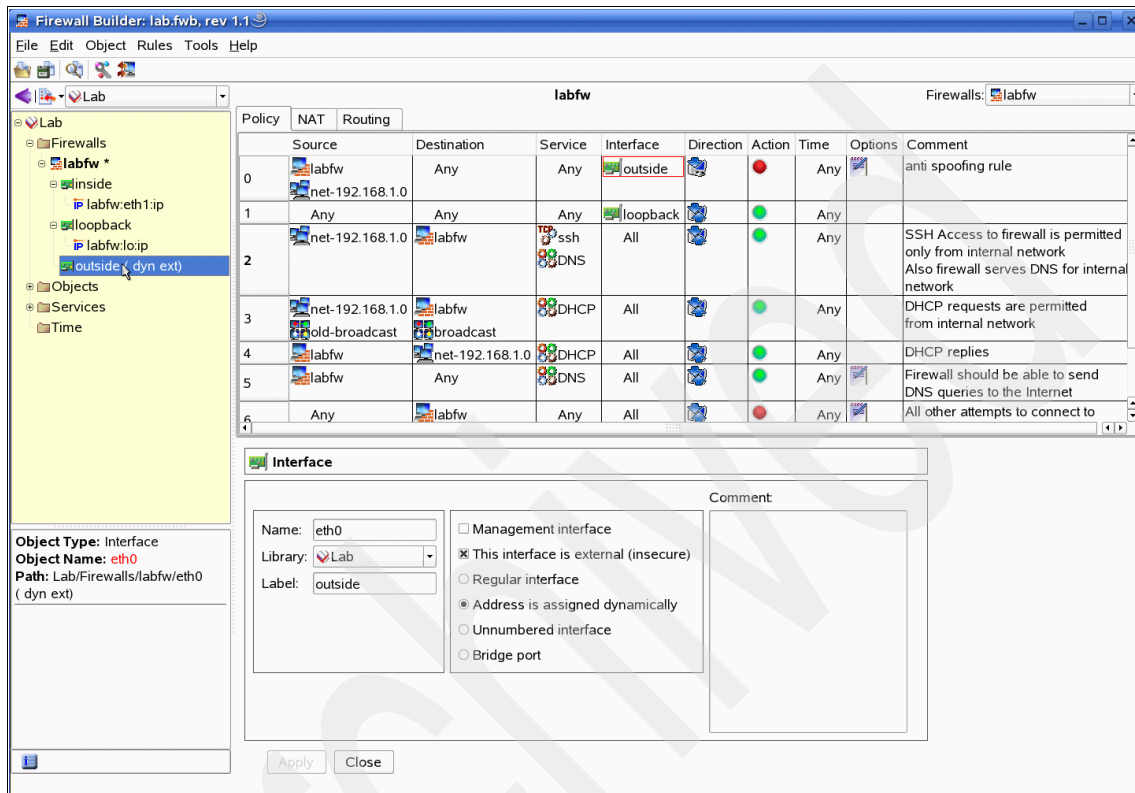 Firewall Builder: lab.fwb, rev 1.1
File Edit Object Rules Tools Help
Lab
labfw
Firewalls: labfw
Lab
Firewalls
labfw *
inside
labfw:eth1:ip
loopback
labfw:lo:ip
outside ( dyn ext)
Objects
Services
Time
Policy NAT Routing
Source Destination Service Interface Direction Action Time Options Comment
0 labfw Any Any outside Any anti spoofing rule
net-192.168.1.0
1 Any Any Any loopback Any
2 net-192.168.1.0 labfw TCP ssh All Any SSH Access to firewall is permitted
DNS only from internal network
Also firewall serves DNS for internal
network
3 net-192.168.1.0 labfw DHCP All Any DHCP requests are permitted
old-broadcast broadcast from internal network
4 labfw net-192.168.1.0 DHCP All Any DHCP replies
5 labfw Any DNS All Any Firewall should be able to send
DNS queries to the Internet
6 Any labfw Any All Any All other attempts to connect to
Object Type: Interface
Object Name: eth0
Path: Lab/Firewalls/labfw/eth0
( dyn ext)
Interface
Name: eth0
Library: Lab
Label: outside
Management interface
This interface is external (insecure)
Regular interface
Address is assigned dynamically
Unnumbered interface
Bridge port
Comment:
Apply Close